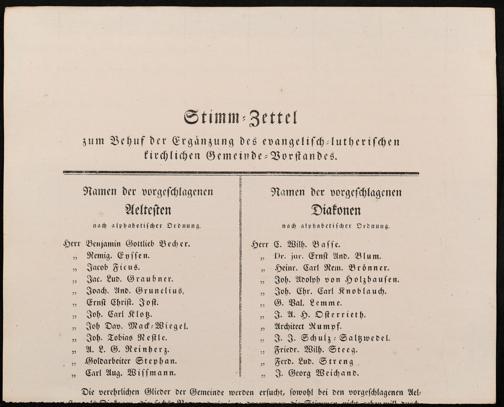 Stimm-Zettel
zum Behuf der Ergänzung des evangelisch-lutherischen
kirchlichen Gemeinde-Vorstandes.
Namen der vorgeschlagenen
Aeltesten
nach alphabetischer Ordnung.
Herr Benjamin Gottlieb Becher.
„ Remig. Eyssen.
„ Jacob Ficus.
„ Jac. Lud. Graubner.
„ Joach. And. Grunelius.
„ Ernst Christ. Jost.
„ Joh. Carl Klotz.
„ Joh Dav. Mack-Wiegel.
„ Joh. Tobias Restle.
„ A. L. G. Reinherz.
„ Goldarbeiter Stephan.
„ Carl Aug. Wissmann.
Namen der vorgeschlagenen
Diakonen
nach alphabetischer Ordnung.
Herr C. Wilh. Basse.
„ Dr. jur. Ernst And. Blum.
„ Heinr. Carl Rem. Brönner.
„ Joh. Adolph von Holzhausen.
„ Joh. Chr. Carl Knoblauch.
„ G. Val. Lemme.
„ J. A. H. Osterrieth.
„ Architect Rumpf.
„ J. J. Schulz-Saltzwedel.
„ Friedr. Wilh. Steeg.
„ Ferd. Lud. Streng
„ J. Georg Weichand.
Die verehrlichen Glieder der Gemeinde werden ersucht, sowohl bei den vorgeschlagenen Ael-